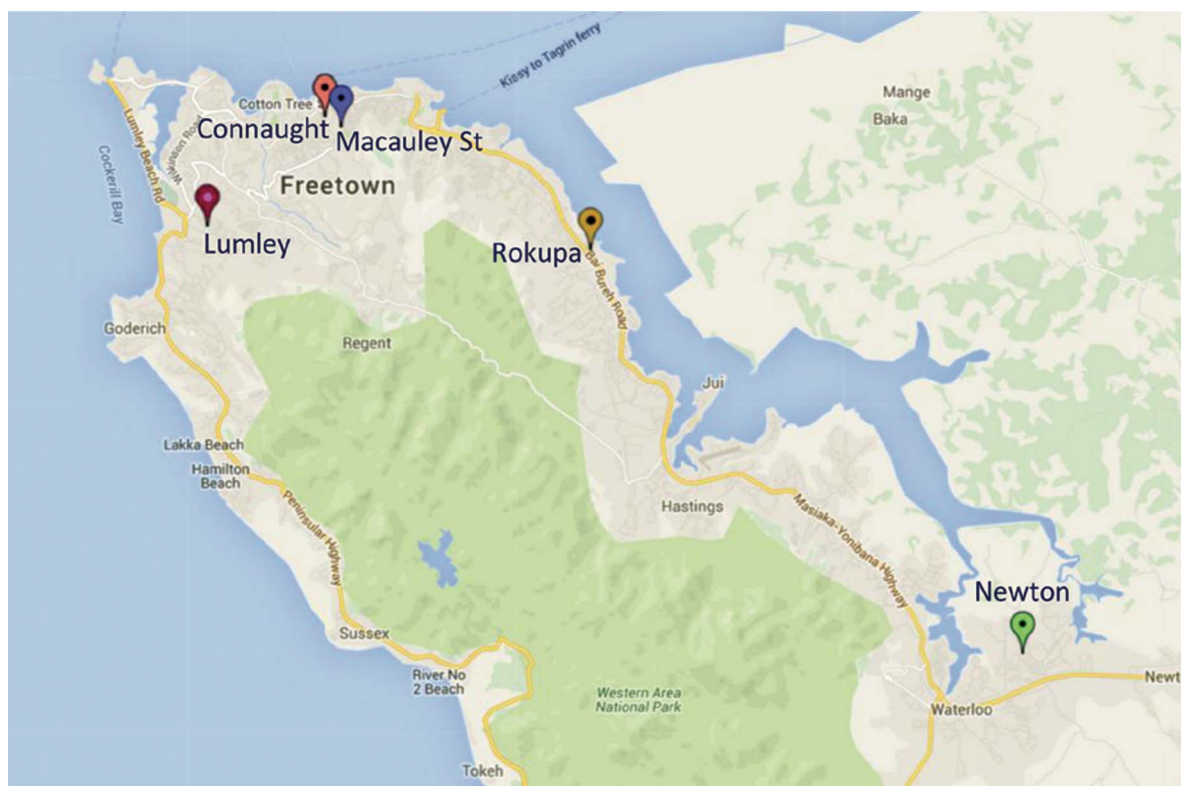 Kissy to Tagrin ferry
Mange
Baka
Cotton Tree
Connaught
Macauley St
Lumley Beach Rd
Wilkinson Road
Cockerill Bay
Freetown
Lumley
Rokupa
Bai Bureh Road
Goderich
Regent
Jui
Lakka Beach
Hamilton
Beach
Hastings
Peninsular Highway
Masiaka-Yonibana Highway
Newton
Sussex
River No
2 Beach
Western Area
National Park
Newt
Waterloo
Tokeh